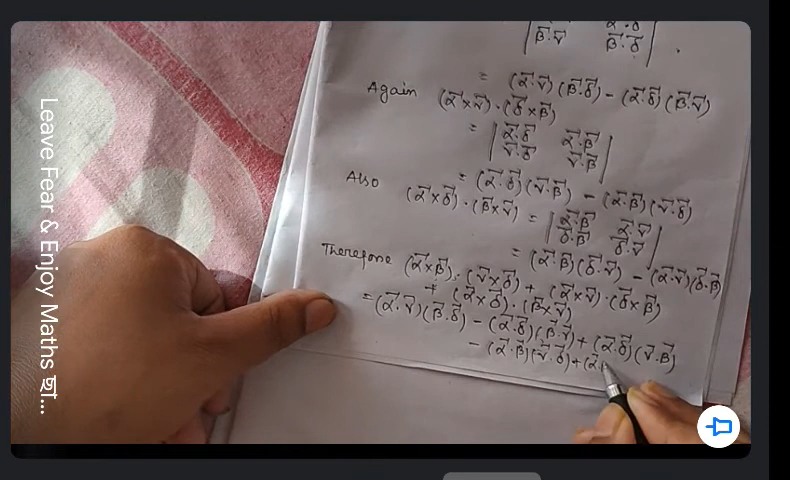 | β⃗.γ⃗ β⃗.δ⃗ | .
= (α⃗.γ⃗)(β⃗.δ⃗) - (α⃗.δ⃗)(β⃗.γ⃗)
Again (α⃗×γ⃗).(δ⃗×β⃗)
= | α⃗.δ⃗ α⃗.β⃗ |
| γ⃗.δ⃗ γ⃗.β⃗ |
= (α⃗.δ⃗)(γ⃗.β⃗) - (α⃗.β⃗)(γ⃗.δ⃗)
Also (α⃗×δ⃗).(β⃗×γ⃗) = | α⃗.β⃗ α⃗.γ⃗ |
| δ⃗.β⃗ δ⃗.γ⃗ |
= (α⃗.β⃗)(δ⃗.γ⃗) - (α⃗.γ⃗)(δ⃗.β⃗)
Therefore (α⃗×β⃗).(γ⃗×δ⃗) + (α⃗×γ⃗).(δ⃗×β⃗)
+ (α⃗×δ⃗).(β⃗×γ⃗)
= (α⃗.γ⃗)(β⃗.δ⃗) - (α⃗.δ⃗)(β⃗.γ⃗) + (α⃗.δ⃗)(γ⃗.β⃗)
- (α⃗.β⃗)(γ⃗.δ⃗) + (α⃗.
Leave Fear & Enjoy Maths ছা...